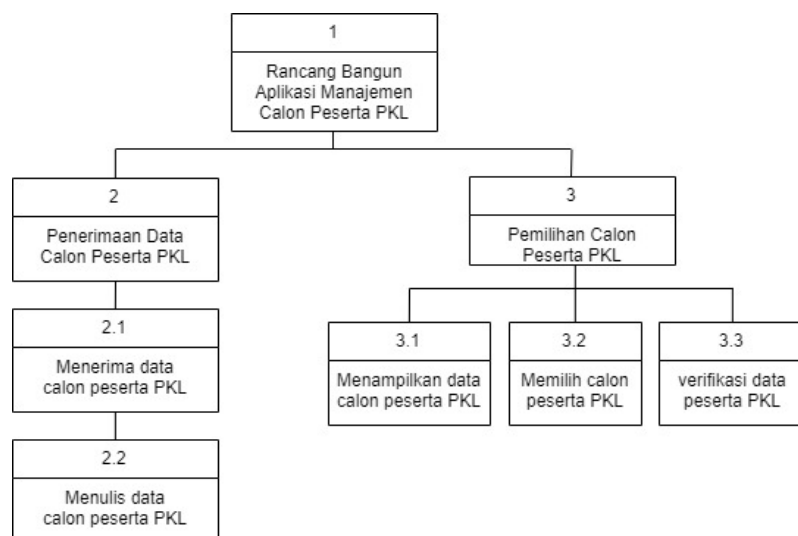 1
Rancang Bangun
Aplikasi Manajemen
Calon Peserta PKL
2
Penerimaan Data
Calon Peserta PKL
3
Pemilihan Calon
Peserta PKL
2.1
Menerima data
calon peserta PKL
3.1
Menampilkan data
calon peserta PKL
3.2
Memilih calon
peserta PKL
3.3
verifikasi data
peserta PKL
2.2
Menulis data
calon peserta PKL